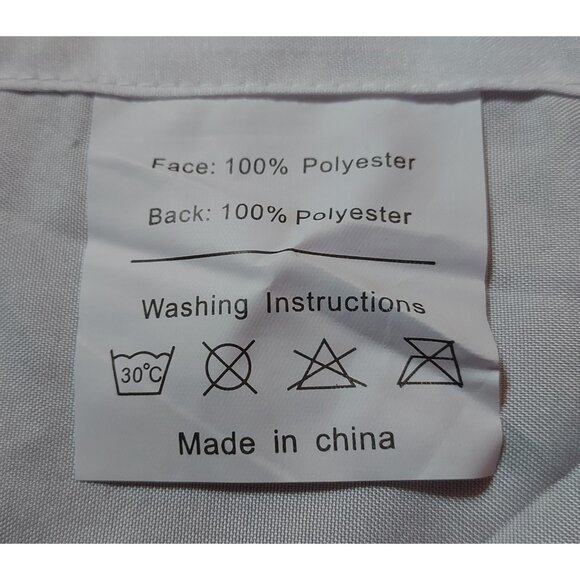 Face: 100% Polyester
Back: 100% Polyester
Washing Instructions
30°C
Made in china